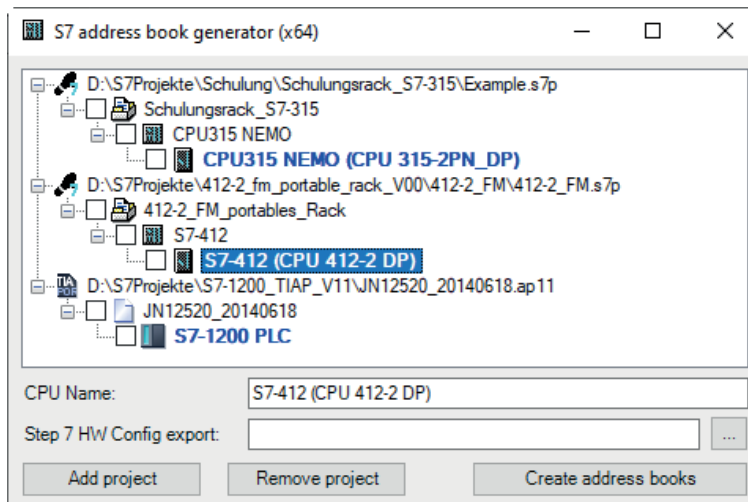 S7 address book generator (x64)
D:\S7Projekte\Schulung\Schulungsrack_S7-315\Example.s7p
Schulungsrack_S7-315
CPU315 NEMO
CPU315 NEMO (CPU 315-2PN_DP)
D:\S7Projekte\412-2_fm_portable_rack_V00\412-2_FM\412-2_FM.s7p
412-2_FM_portables_Rack
S7-412
S7-412 (CPU 412-2 DP)
D:\S7Projekte\S7-1200_TIAP_V11\JN12520_20140618.ap11
JN12520_20140618
S7-1200 PLC
CPU Name: S7-412 (CPU 412-2 DP)
Step 7 HW Config export: ...
Add project Remove project Create address books